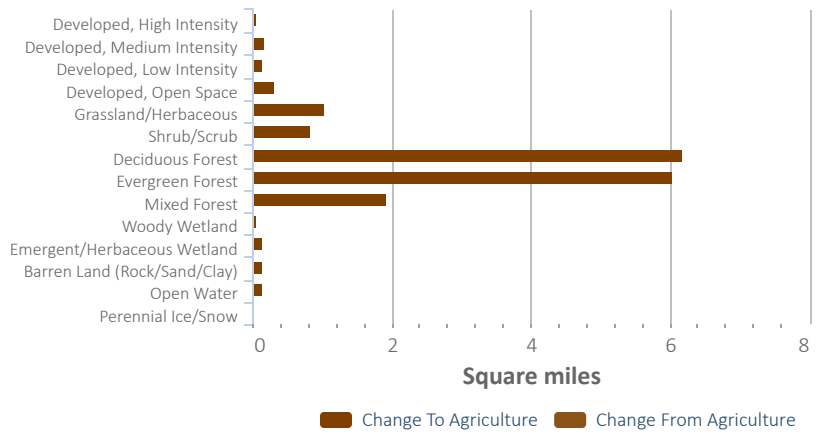 Developed, High Intensity
Developed, Medium Intensity
Developed, Low Intensity
Developed, Open Space
Grassland/Herbaceous
Shrub/Scrub
Deciduous Forest
Evergreen Forest
Mixed Forest
Woody Wetland
Emergent/Herbaceous Wetland
Barren Land (Rock/Sand/Clay)
Open Water
Perennial Ice/Snow
0 2 4 6 8
Square miles
Change To Agriculture Change From Agriculture